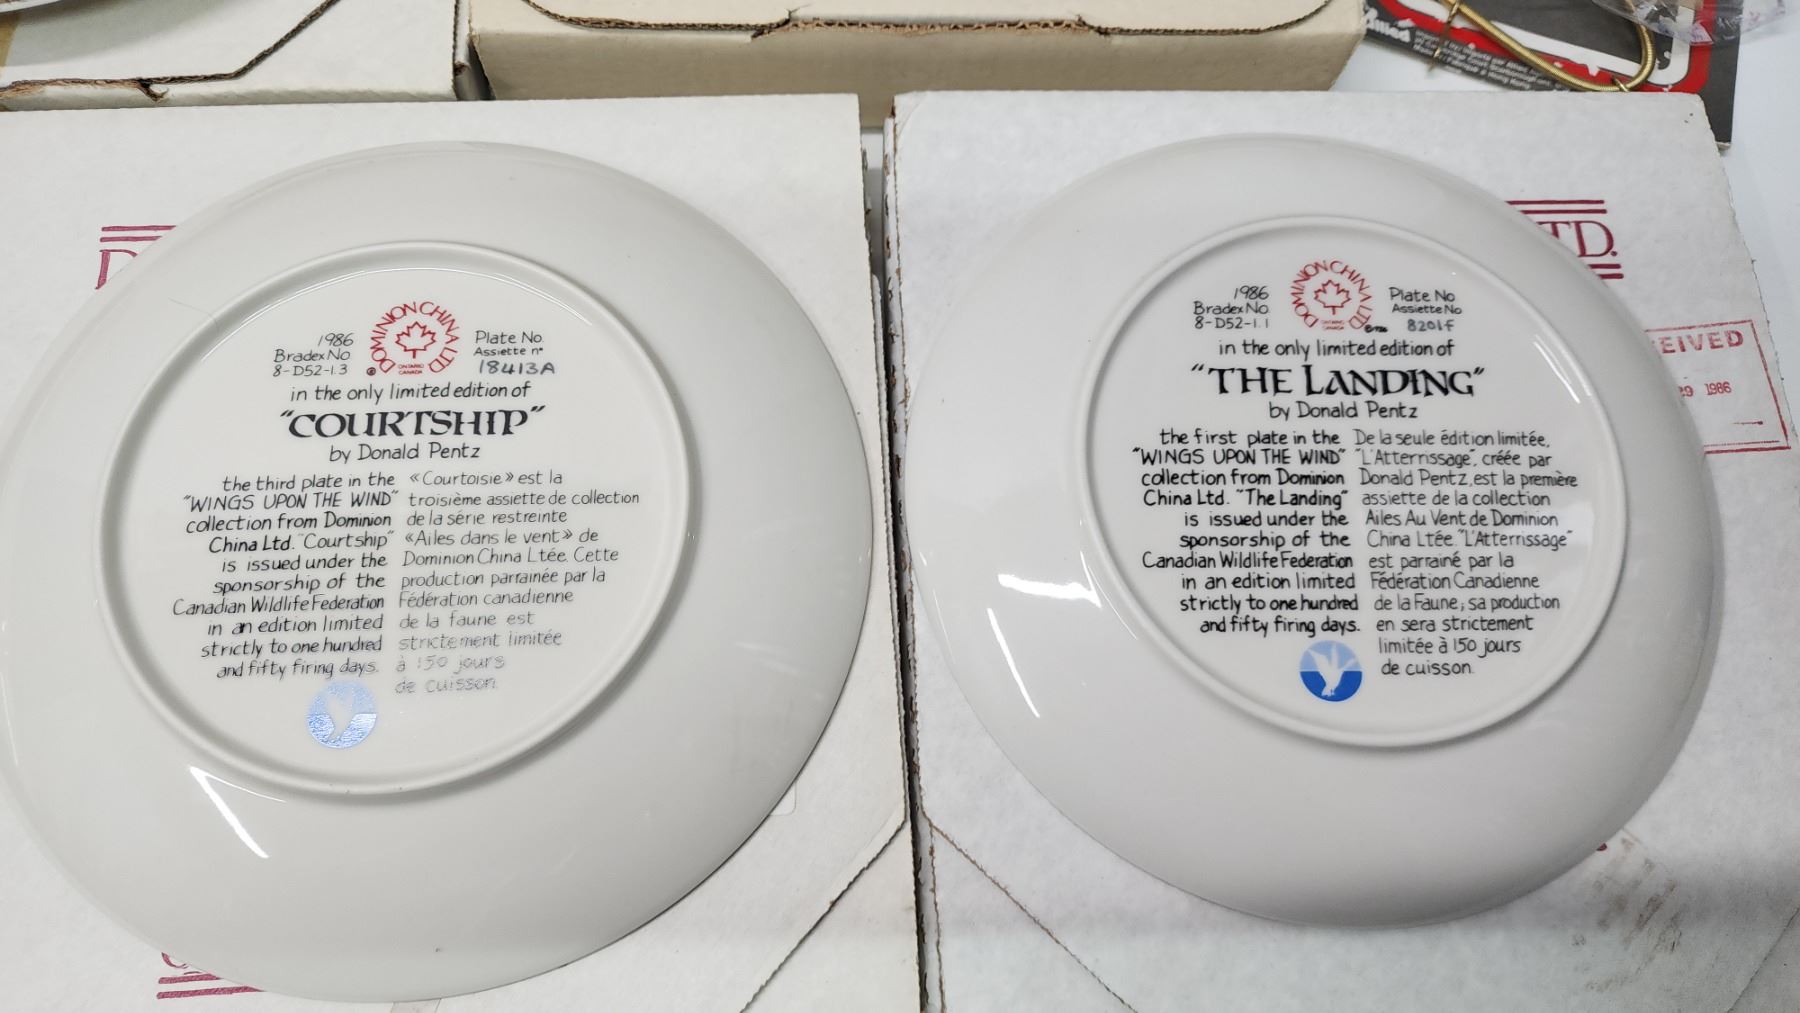 1986
Bradex No
8-D52-1.3
DOMINION CHINA LTD
ONTARIO
CANADA
Plate No.
Assiette n°
18413A
in the only limited edition of
"COURTSHIP"
by Donald Pentz
the third plate in the
"WINGS UPON THE WIND"
collection from Dominion
China Ltd. "Courtship"
is issued under the
sponsorship of the
Canadian Wildlife Federation
in an edition limited
strictly to one hundred
and fifty firing days.
«Courtoisie» est la
troisième assiette de collection
de la série restreinte
«Ailes dans le vent» de
Dominion China Ltée. Cette
production parrainée par la
Fédération canadienne
de la faune est
strictement limitée
à 150 jours
de cuisson.
1986
Bradex No.
8-D52-1.1
DOMINION CHINA LTD
ONTARIO
CANADA
Plate No
Assiette No
8201F
in the only limited edition of
"THE LANDING"
by Donald Pentz
the first plate in the
"WINGS UPON THE WIND"
collection from Dominion
China Ltd. "The Landing"
is issued under the
sponsorship of the
Canadian Wildlife Federation
in an edition limited
strictly to one hundred
and fifty firing days.
De la seule édition limitée,
"L'Atterrissage", créée par
Donald Pentz, est la première
assiette de la collection
Ailes Au Vent de Dominion
China Ltée. "L'Atterrissage"
est parrainé par la
Fédération Canadienne
de la Faune; sa production
en sera strictement
limitée à 150 jours
de cuisson.
TD.
EIVED
29 1986